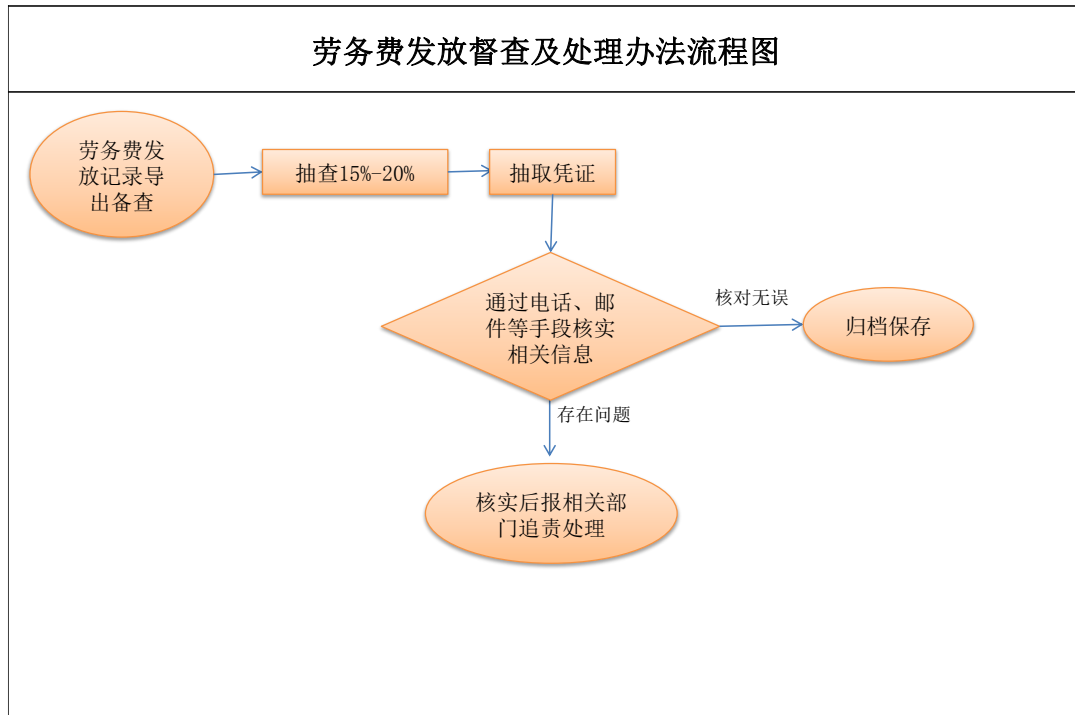 劳务费发放督查及处理办法流程图
劳务费发
放记录导
出备查
抽查15%-20%
抽取凭证
通过电话、邮
件等手段核实
相关信息
核对无误
归档保存
存在问题
核实后报相关部
门追责处理